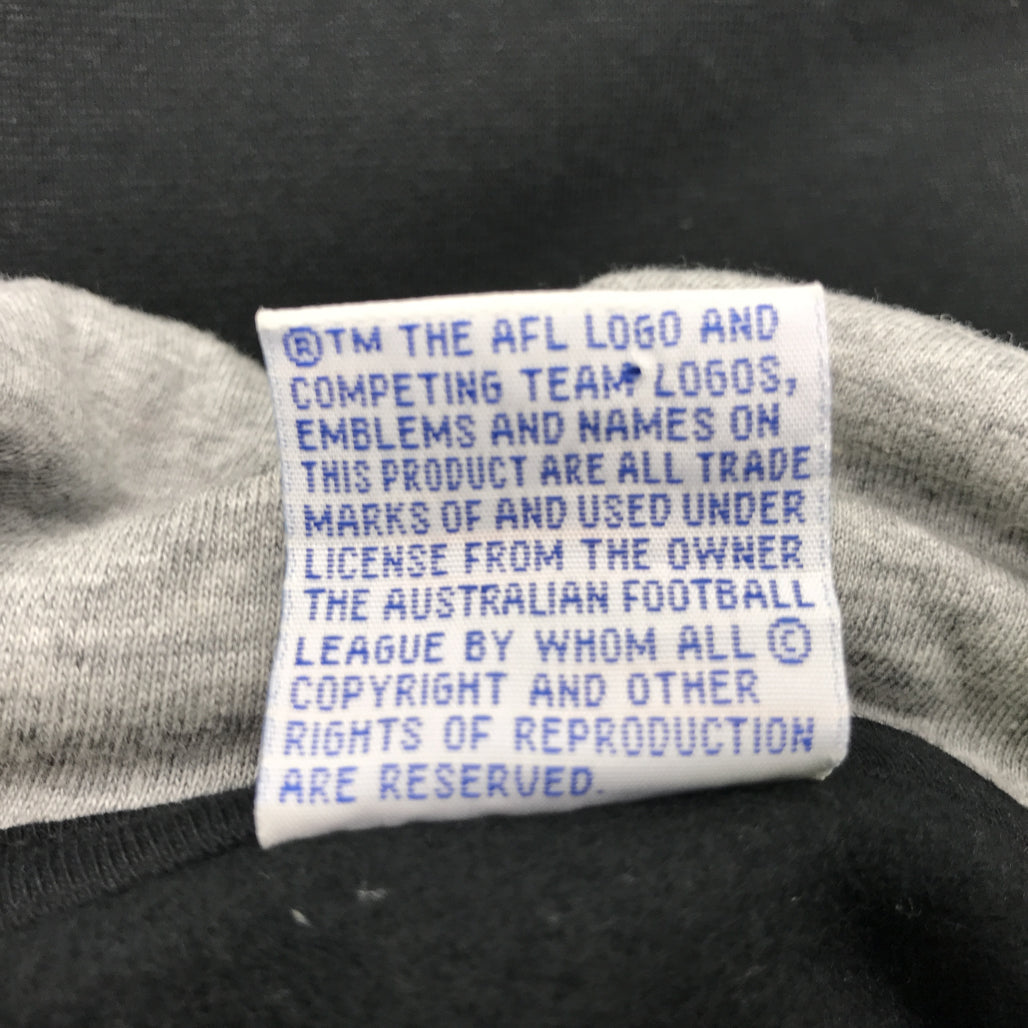 ®™ THE AFL LOGO AND
COMPETING TEAM LOGOS,
EMBLEMS AND NAMES ON
THIS PRODUCT ARE ALL TRADE
MARKS OF AND USED UNDER
LICENSE FROM THE OWNER
THE AUSTRALIAN FOOTBALL
LEAGUE BY WHOM ALL ©
COPYRIGHT AND OTHER
RIGHTS OF REPRODUCTION
ARE RESERVED.